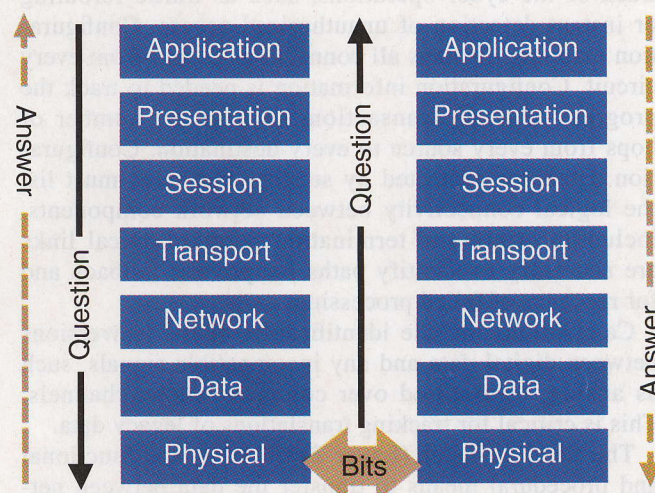 Answer
Question
Application
Presentation
Session
Transport
Network
Data
Physical
Bits
Question
Application
Presentation
Session
Transport
Network
Data
Physical
Answer